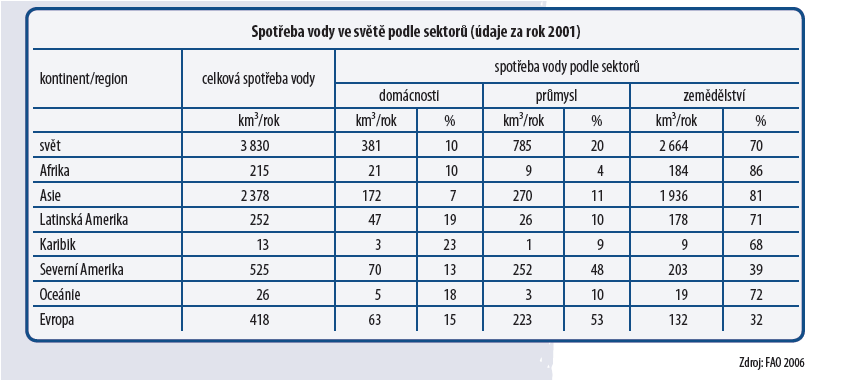 Spotřeba vody ve světě podle sektorů (údaje za rok 2001)
kontinent/region celková spotřeba vody spotřeba vody podle sektorů
domácnosti průmysl zemědělství
km³/rok km³/rok % km³/rok % km³/rok %
svět 3 830 381 10 785 20 2 664 70
Afrika 215 21 10 9 4 184 86
Asie 2 378 172 7 270 11 1 936 81
Latinská Amerika 252 47 19 26 10 178 71
Karibik 13 3 23 1 9 9 68
Severní Amerika 525 70 13 252 48 203 39
Oceánie 26 5 18 3 10 19 72
Evropa 418 63 15 223 53 132 32
Zdroj: FAO 2006